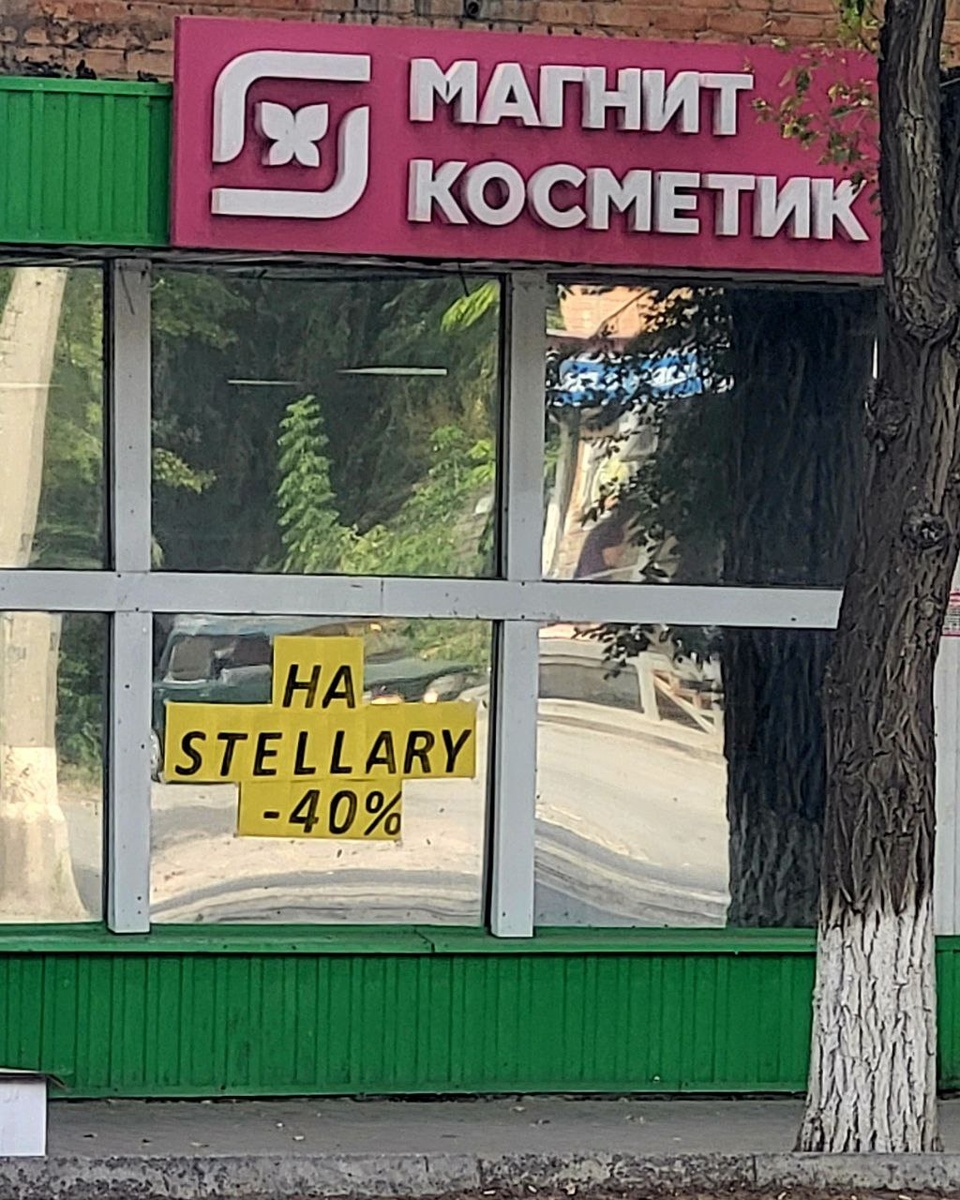 МАГНИТ
КОСМЕТИК
НА
STELLARY
-40%